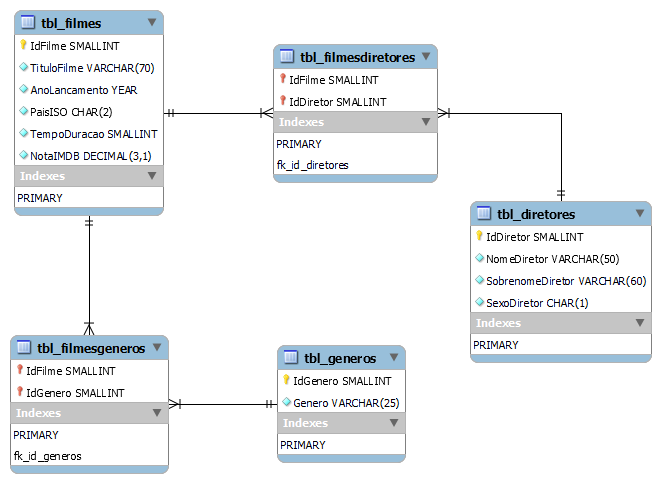 tbl_filmes
IdFilme SMALLINT
TituloFilme VARCHAR(70)
AnoLancamento YEAR
PaisISO CHAR(2)
TempoDuracao SMALLINT
NotaIMDB DECIMAL(3,1)
Indexes
PRIMARY
tbl_filmesdiretores
IdFilme SMALLINT
IdDiretor SMALLINT
Indexes
PRIMARY
fk_id_diretores
tbl_diretores
IdDiretor SMALLINT
NomeDiretor VARCHAR(50)
SobrenomeDiretor VARCHAR(60)
SexoDiretor CHAR(1)
Indexes
PRIMARY
tbl_filmesgeneros
IdFilme SMALLINT
IdGenero SMALLINT
Indexes
PRIMARY
fk_id_generos
tbl_generos
IdGenero SMALLINT
Genero VARCHAR(25)
Indexes
PRIMARY